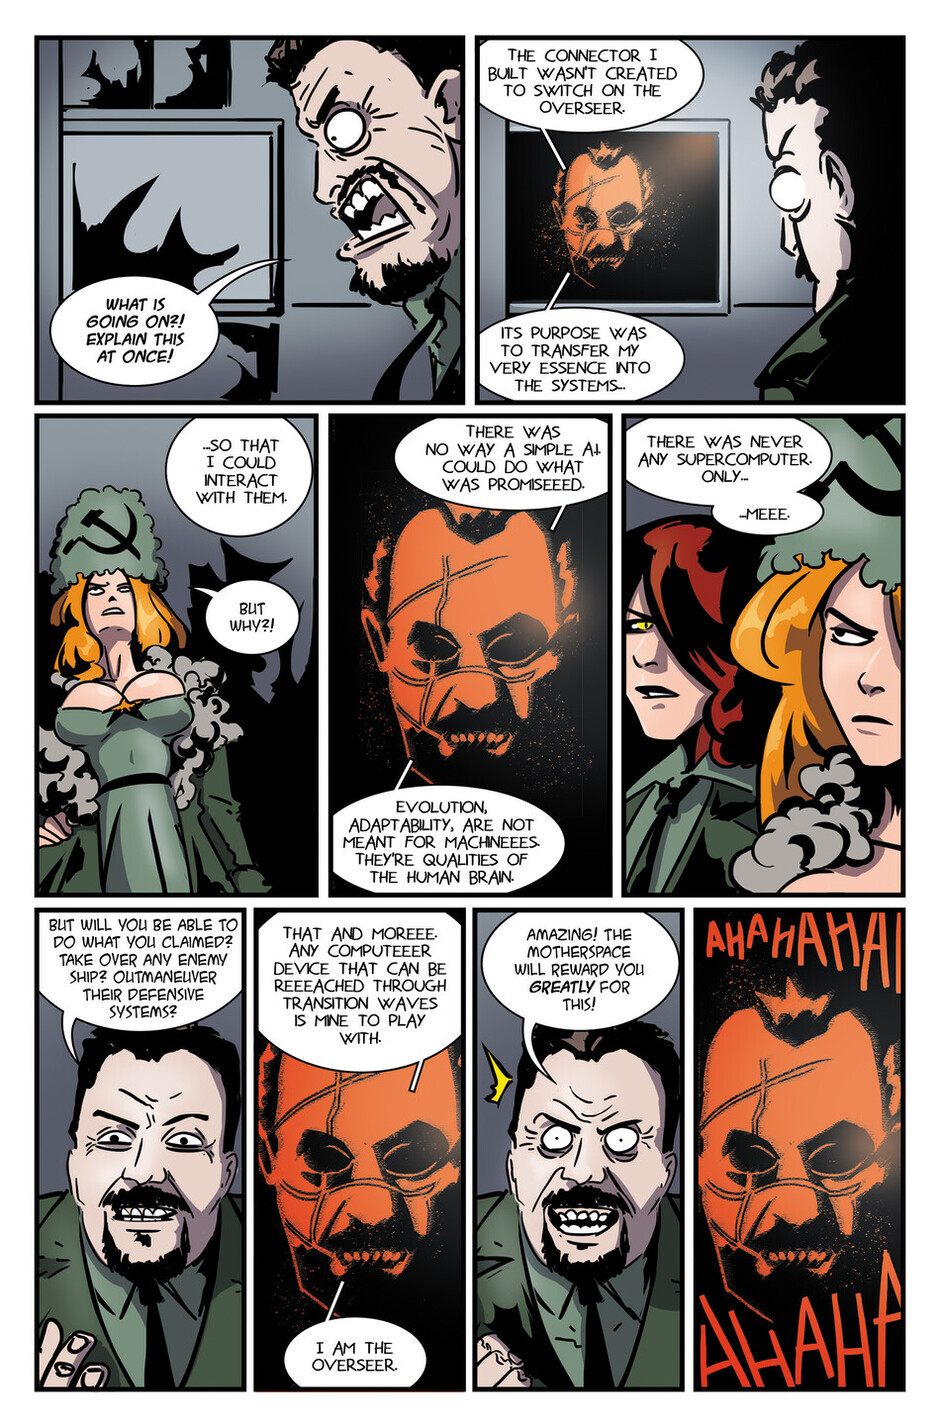 WHAT IS
GOING ON?!
EXPLAIN THIS
AT ONCE!
THE CONNECTOR I
BUILT WASN'T CREATED
TO SWITCH ON THE
OVERSEER.
ITS PURPOSE WAS
TO TRANSFER MY
VERY ESSENCE INTO
THE SYSTEMS...
...SO THAT
I COULD
INTERACT
WITH THEM.
BUT
WHY?!
THERE WAS
NO WAY A SIMPLE A.I.
COULD DO WHAT
WAS PROMISEEED.
EVOLUTION,
ADAPTABILITY, ARE NOT
MEANT FOR MACHINEEES.
THEY'RE QUALITIES OF
THE HUMAN BRAIN.
THERE WAS NEVER
ANY SUPERCOMPUTER.
ONLY...
...MEEE.
BUT WILL YOU BE ABLE TO
DO WHAT YOU CLAIMED?
TAKE OVER ANY ENEMY
SHIP? OUTMANEUVER
THEIR DEFENSIVE
SYSTEMS?
THAT AND MOREEE.
ANY COMPUTEEER
DEVICE THAT CAN BE
REEEACHED THROUGH
TRANSITION WAVES
IS MINE TO PLAY
WITH.
I AM THE
OVERSEER.
AMAZING! THE
MOTHERSPACE
WILL REWARD YOU
GREATLY FOR
THIS!
AHAHAHAHA
AHAHAHA